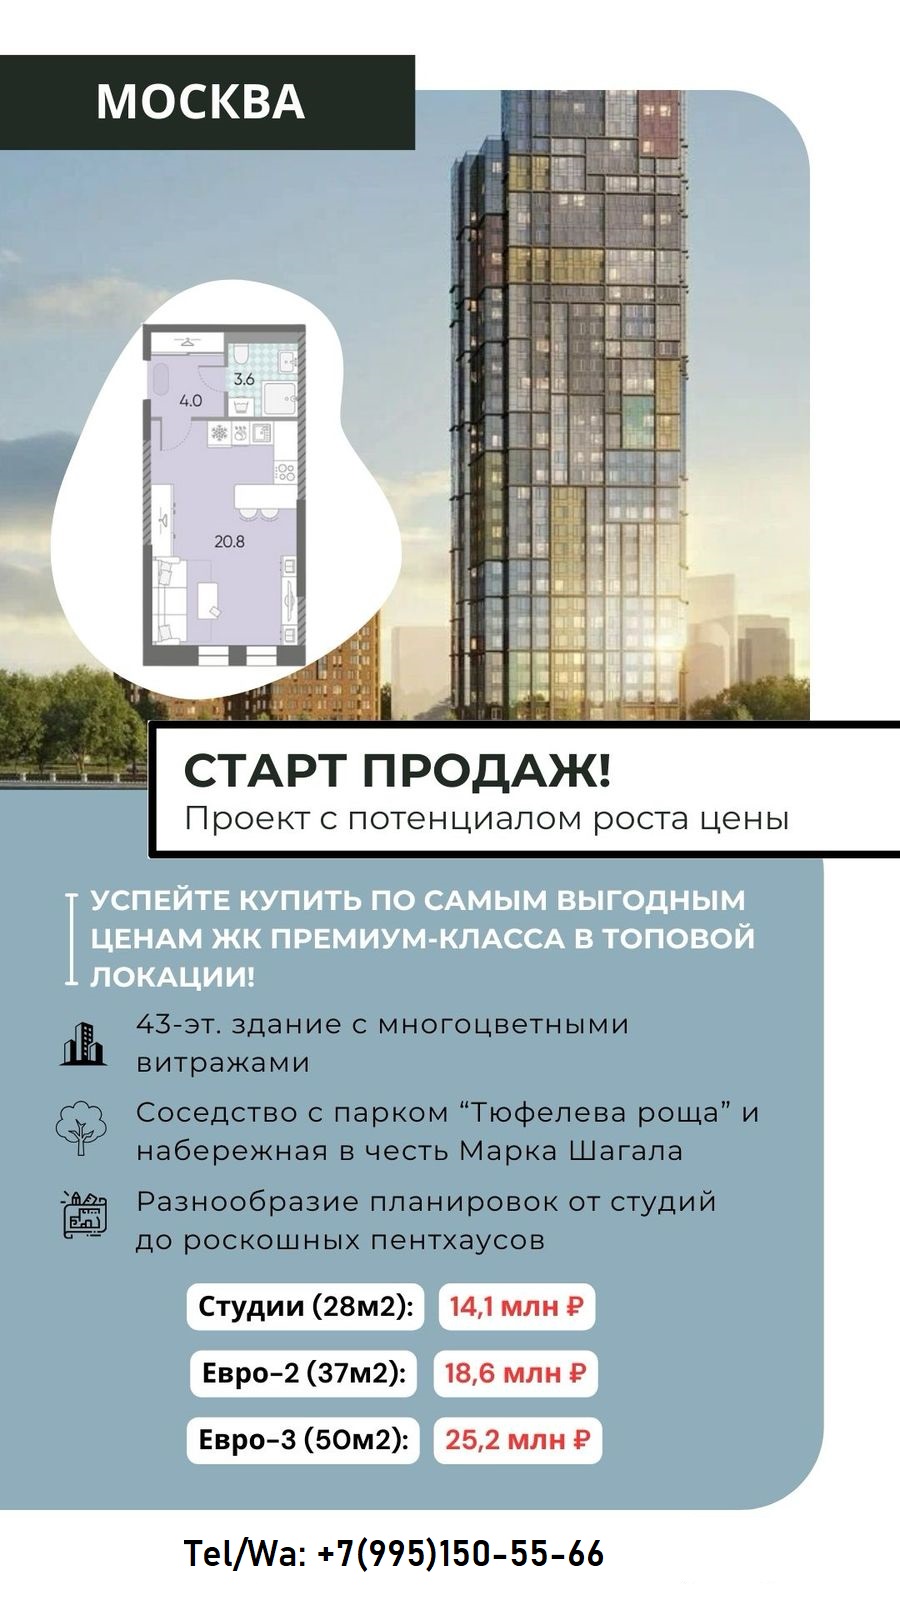 МОСКВА
3.6
4.0
20.8
СТАРТ ПРОДАЖ!
Проект с потенциалом роста цены
УСПЕЙТЕ КУПИТЬ ПО САМЫМ ВЫГОДНЫМ
ЦЕНАМ ЖК ПРЕМИУМ-КЛАССА В ТОПОВОЙ
ЛОКАЦИИ!
43-эт. здание с многоцветными
витражами
Соседство с парком “Тюфелева роща” и
набережная в честь Марка Шагала
Разнообразие планировок от студий
до роскошных пентхаусов
Студии (28м2): 14,1 млн ₽
Евро-2 (37м2): 18,6 млн ₽
Евро-3 (50м2): 25,2 млн ₽
Tel/Wa: +7(995)150-55-66